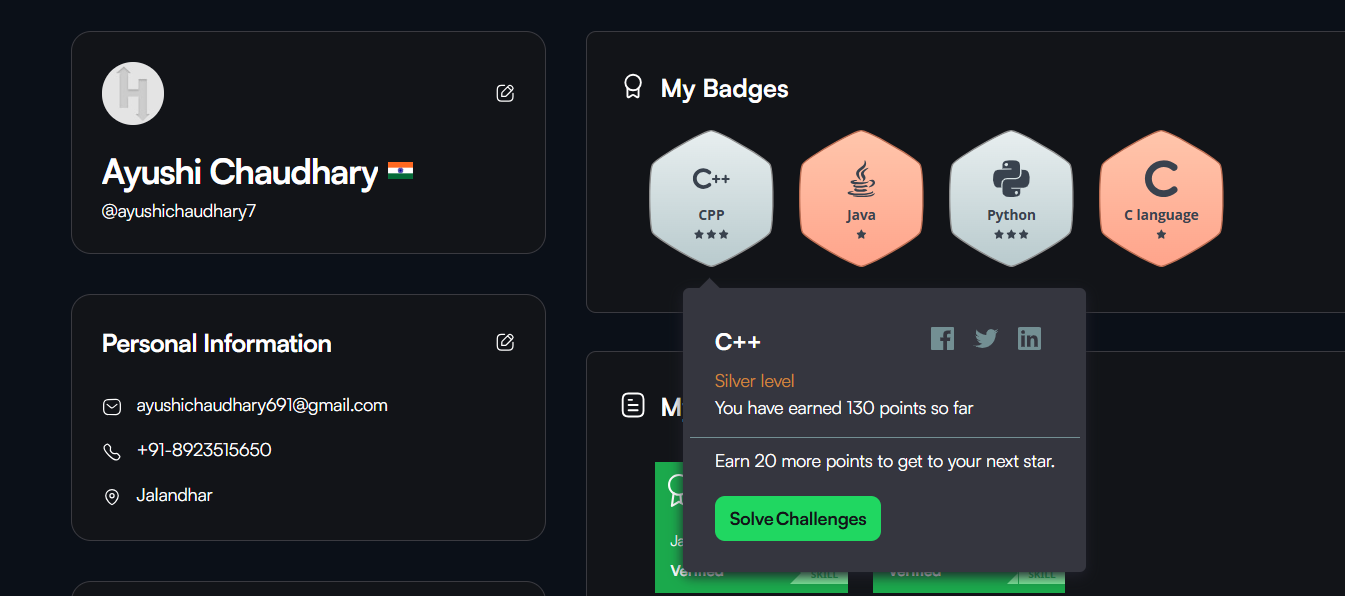 Ayushi Chaudhary
@ayushichaudhary7
Personal Information
ayushichaudhary691@gmail.com
+91-8923515650
Jalandhar
My Badges
C++
CPP
Java
Python
C language
C++
Silver level
You have earned 130 points so far
Earn 20 more points to get to your next star.
Solve Challenges
Verified
SKILL
Verified
SKILL